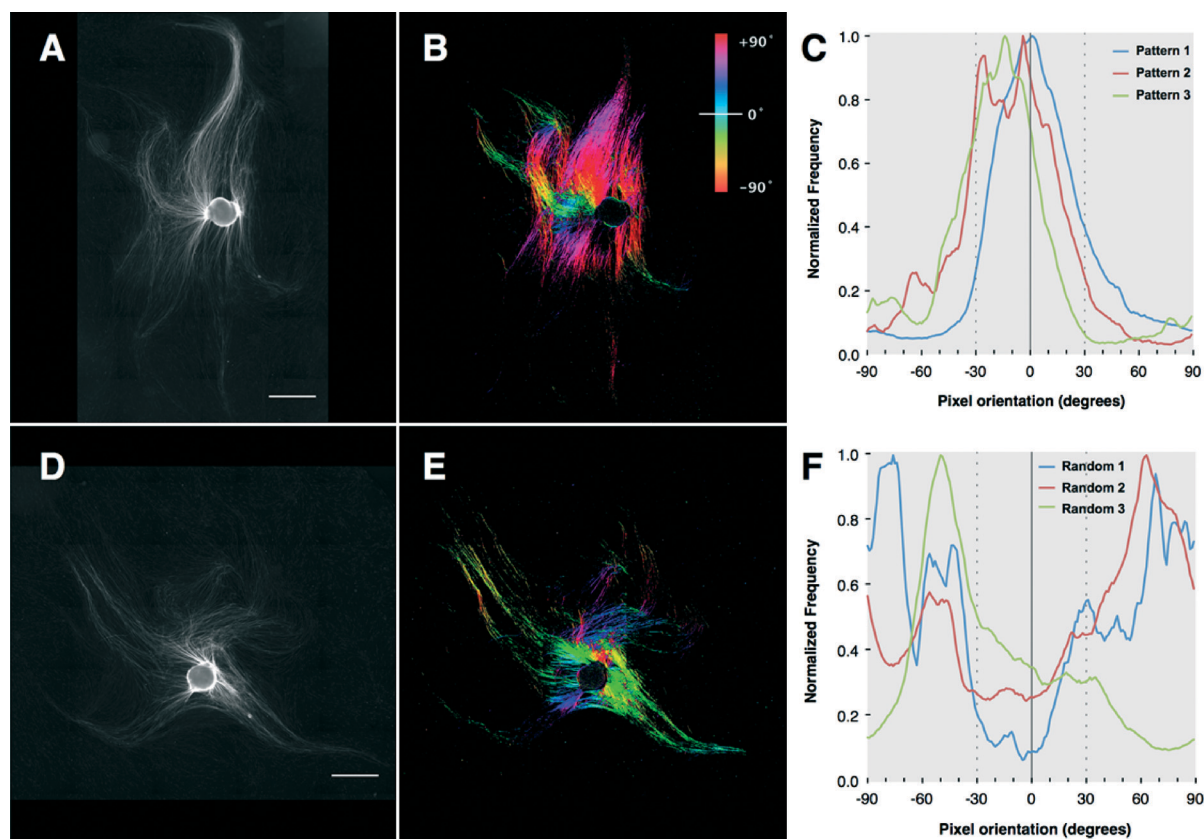 A
B
+90°
0°
-90°
C
Pattern 1
Pattern 2
Pattern 3
Normalized Frequency
1.0
0.8
0.6
0.4
0.2
0.0
-90 -60 -30 0 30 60 90
Pixel orientation (degrees)
D
E
F
Random 1
Random 2
Random 3
Normalized Frequency
1.0
0.8
0.6
0.4
0.2
0.0
-90 -60 -30 0 30 60 90
Pixel orientation (degrees)